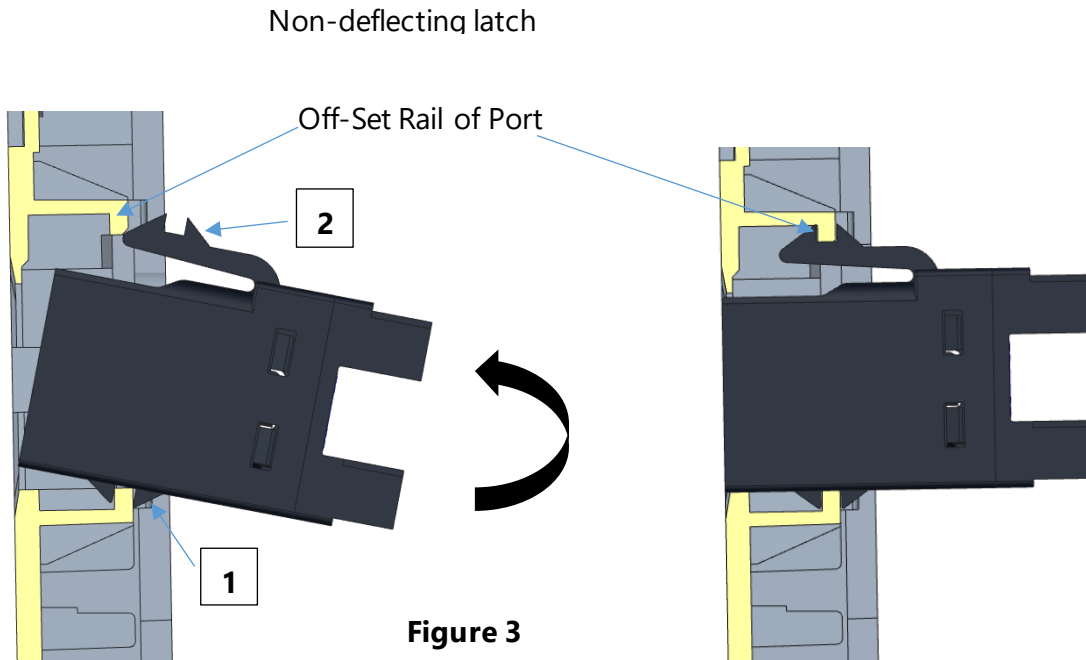 Non-deflecting latch
Off-Set Rail of Port
2
1
Figure 3